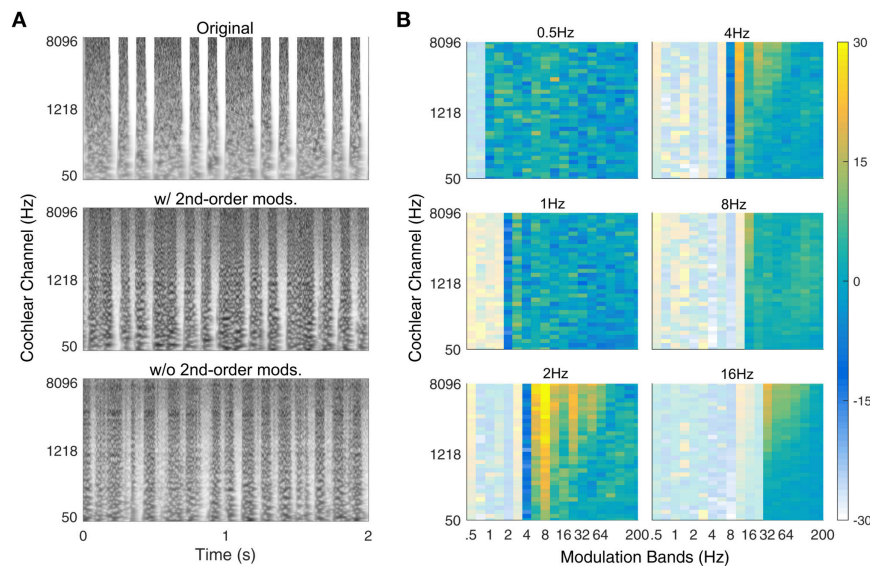 A
Original
8096
1218
50
w/ 2nd-order mods.
8096
1218
50
w/o 2nd-order mods.
8096
1218
50
0
1
2
Time (s)
Cochlear Channel (Hz)
B
0.5Hz
4Hz
8096
1218
50
1Hz
8Hz
8096
1218
50
2Hz
16Hz
8096
1218
50
.5 1 2 4 8 16 32 64 200
.5 1 2 4 8 16 32 64 200
Modulation Bands (Hz)
Cochlear Channel (Hz)
30
15
0
-15
-30